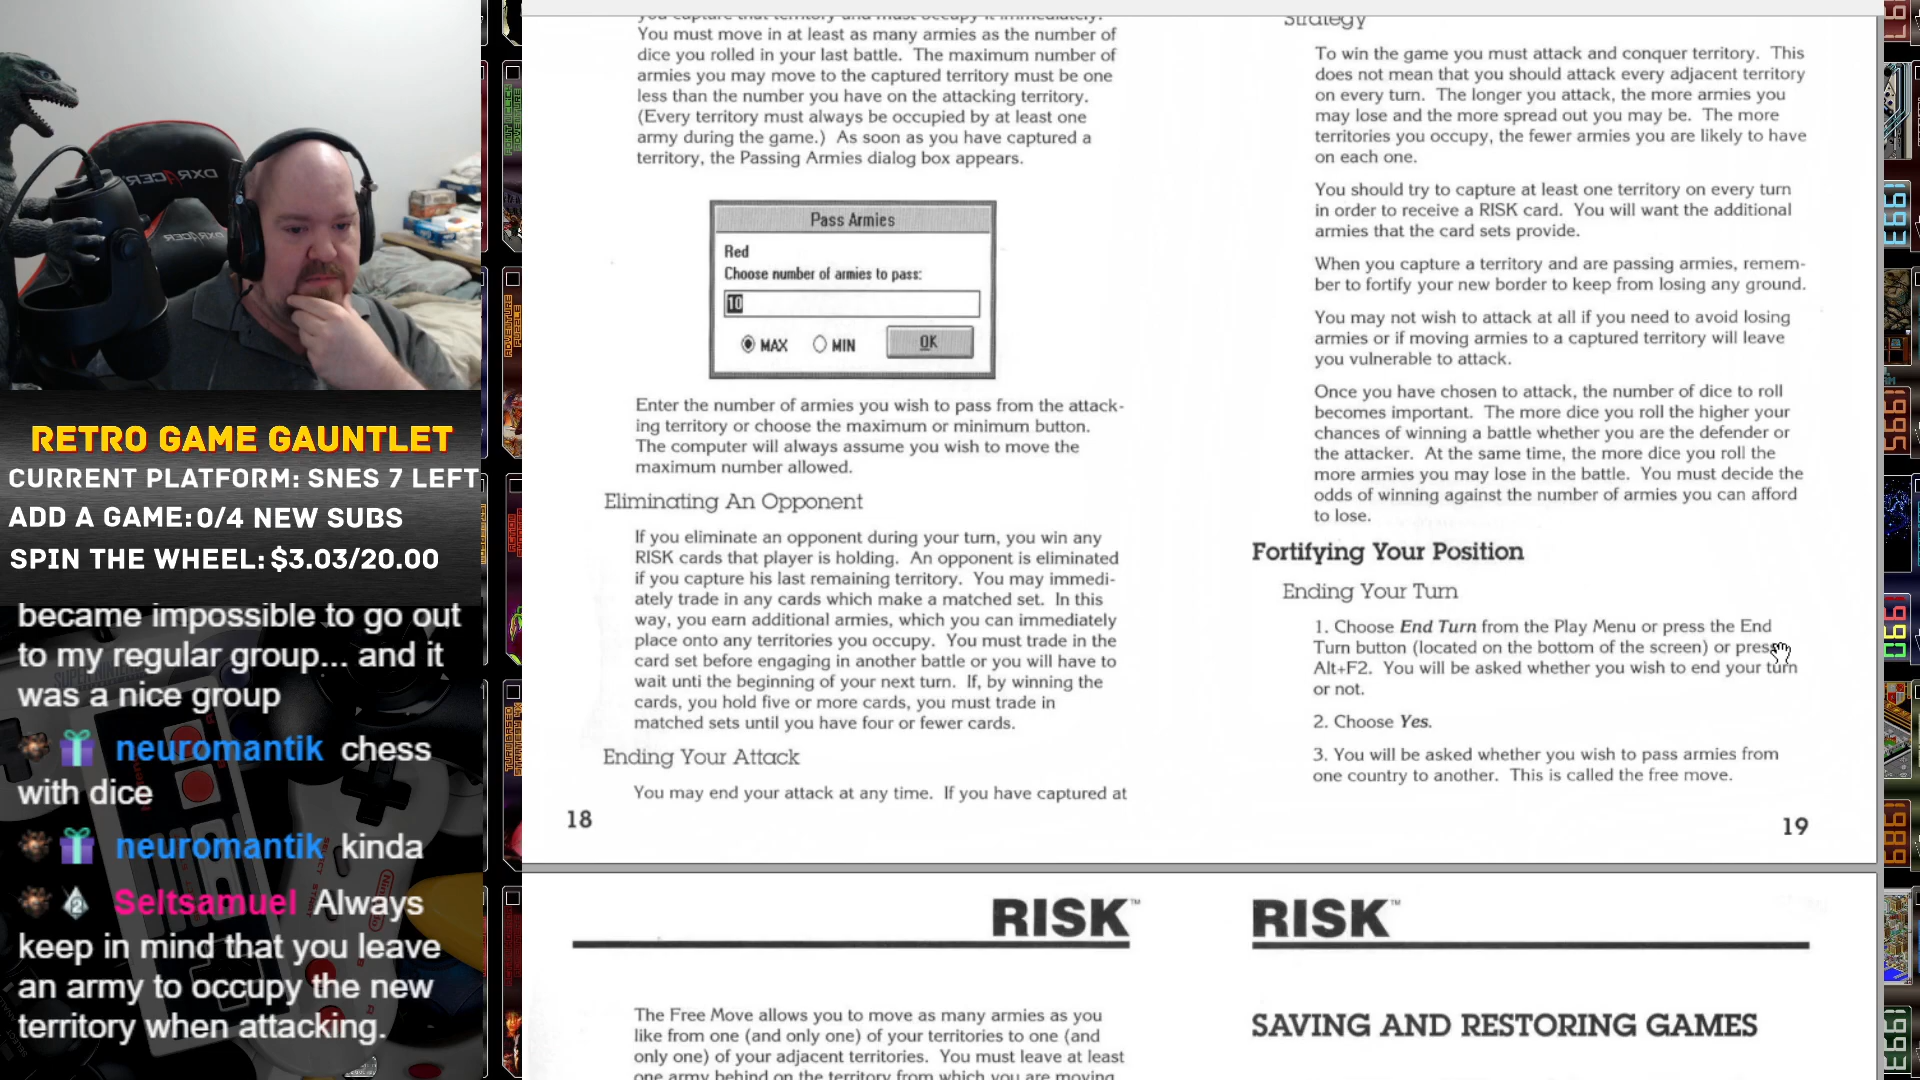 RETRO GAME GAUNTLET
CURRENT PLATFORM: SNES 7 LEFT
ADD A GAME: 0/4 NEW SUBS
SPIN THE WHEEL: $3.03/20.00
became impossible to go out
to my regular group... and it
was a nice group
neuromantik chess
with dice
neuromantik kinda
Seltsamuel Always
keep in mind that you leave
an army to occupy the new
territory when attacking.
you capture that territory and must occupy it immediately.
You must move in at least as many armies as the number of
dice you rolled in your last battle. The maximum number of
armies you may move to the captured territory must be one
less than the number you have on the attacking territory.
(Every territory must always be occupied by at least one
army during the game.) As soon as you have captured a
territory, the Passing Armies dialog box appears.
Pass Armies
Red
Choose number of armies to pass:
10
MAX MIN OK
Enter the number of armies you wish to pass from the attack-
ing territory or choose the maximum or minimum button.
The computer will always assume you wish to move the
maximum number allowed.
Eliminating An Opponent
If you eliminate an opponent during your turn, you win any
RISK cards that player is holding. An opponent is eliminated
if you capture his last remaining territory. You may immedi-
ately trade in any cards which make a matched set. In this
way, you earn additional armies, which you can immediately
place onto any territories you occupy. You must trade in the
card set before engaging in another battle or you will have to
wait unti the beginning of your next turn. If, by winning the
cards, you hold five or more cards, you must trade in
matched sets until you have four or fewer cards.
Ending Your Attack
You may end your attack at any time. If you have captured at
18
Strategy
To win the game you must attack and conquer territory. This
does not mean that you should attack every adjacent territory
on every turn. The longer you attack, the more armies you
may lose and the more spread out you may be. The more
territories you occupy, the fewer armies you are likely to have
on each one.
You should try to capture at least one territory on every turn
in order to receive a RISK card. You will want the additional
armies that the card sets provide.
When you capture a territory and are passing armies, remem-
ber to fortify your new border to keep from losing any ground.
You may not wish to attack at all if you need to avoid losing
armies or if moving armies to a captured territory will leave
you vulnerable to attack.
Once you have chosen to attack, the number of dice to roll
becomes important. The more dice you roll the higher your
chances of winning a battle whether you are the defender or
the attacker. At the same time, the more dice you roll the
more armies you may lose in the battle. You must decide the
odds of winning against the number of armies you can afford
to lose.
Fortifying Your Position
Ending Your Turn
1. Choose End Turn from the Play Menu or press the End
Turn button (located on the bottom of the screen) or press
Alt+F2. You will be asked whether you wish to end your turn
or not.
2. Choose Yes.
3. You will be asked whether you wish to pass armies from
one country to another. This is called the free move.
19
RISK™
The Free Move allows you to move as many armies as you
like from one (and only one) of your territories to one (and
only one) of your adjacent territories. You must leave at least
one army behind on the territory from which you are moving
RISK™
SAVING AND RESTORING GAMES